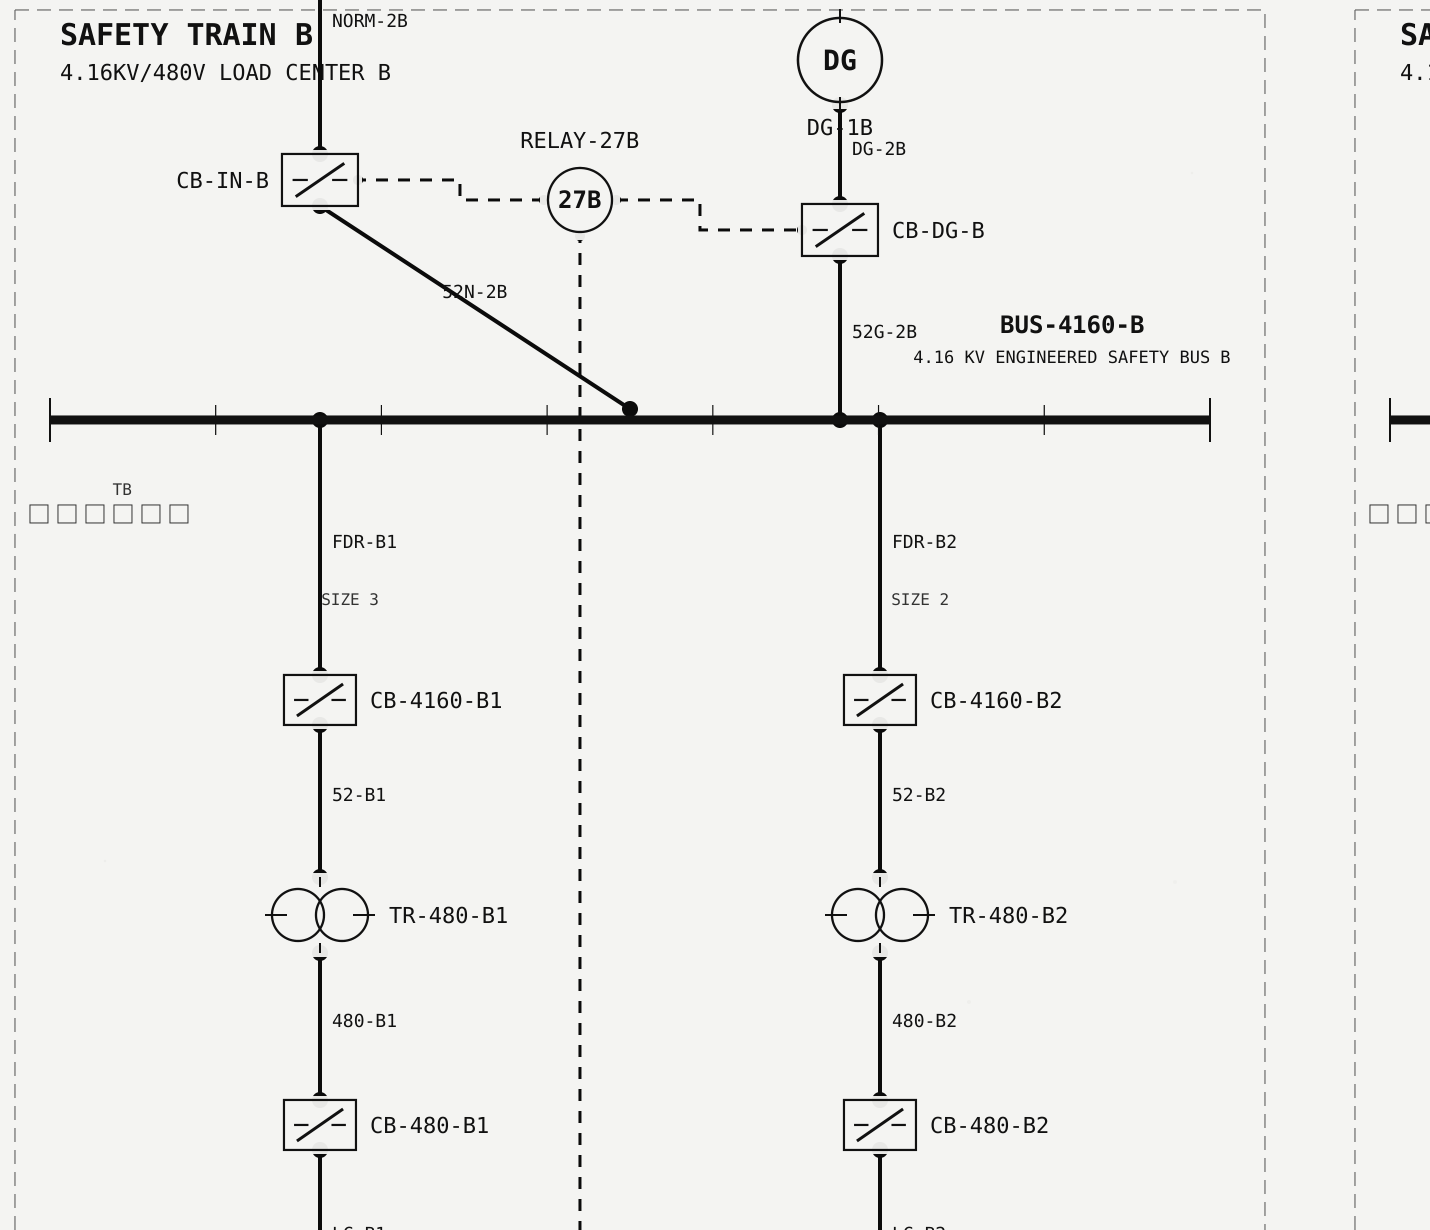 NORM-2B
SAFETY TRAIN B
4.16KV/480V LOAD CENTER B
DG
DG-1B
DG-2B
RELAY-27B
CB-IN-B
27B
CB-DG-B
52N-2B
52G-2B
BUS-4160-B
4.16 KV ENGINEERED SAFETY BUS B
TB
FDR-B1
FDR-B2
SIZE 3
SIZE 2
CB-4160-B1
CB-4160-B2
52-B1
52-B2
TR-480-B1
TR-480-B2
480-B1
480-B2
CB-480-B1
CB-480-B2